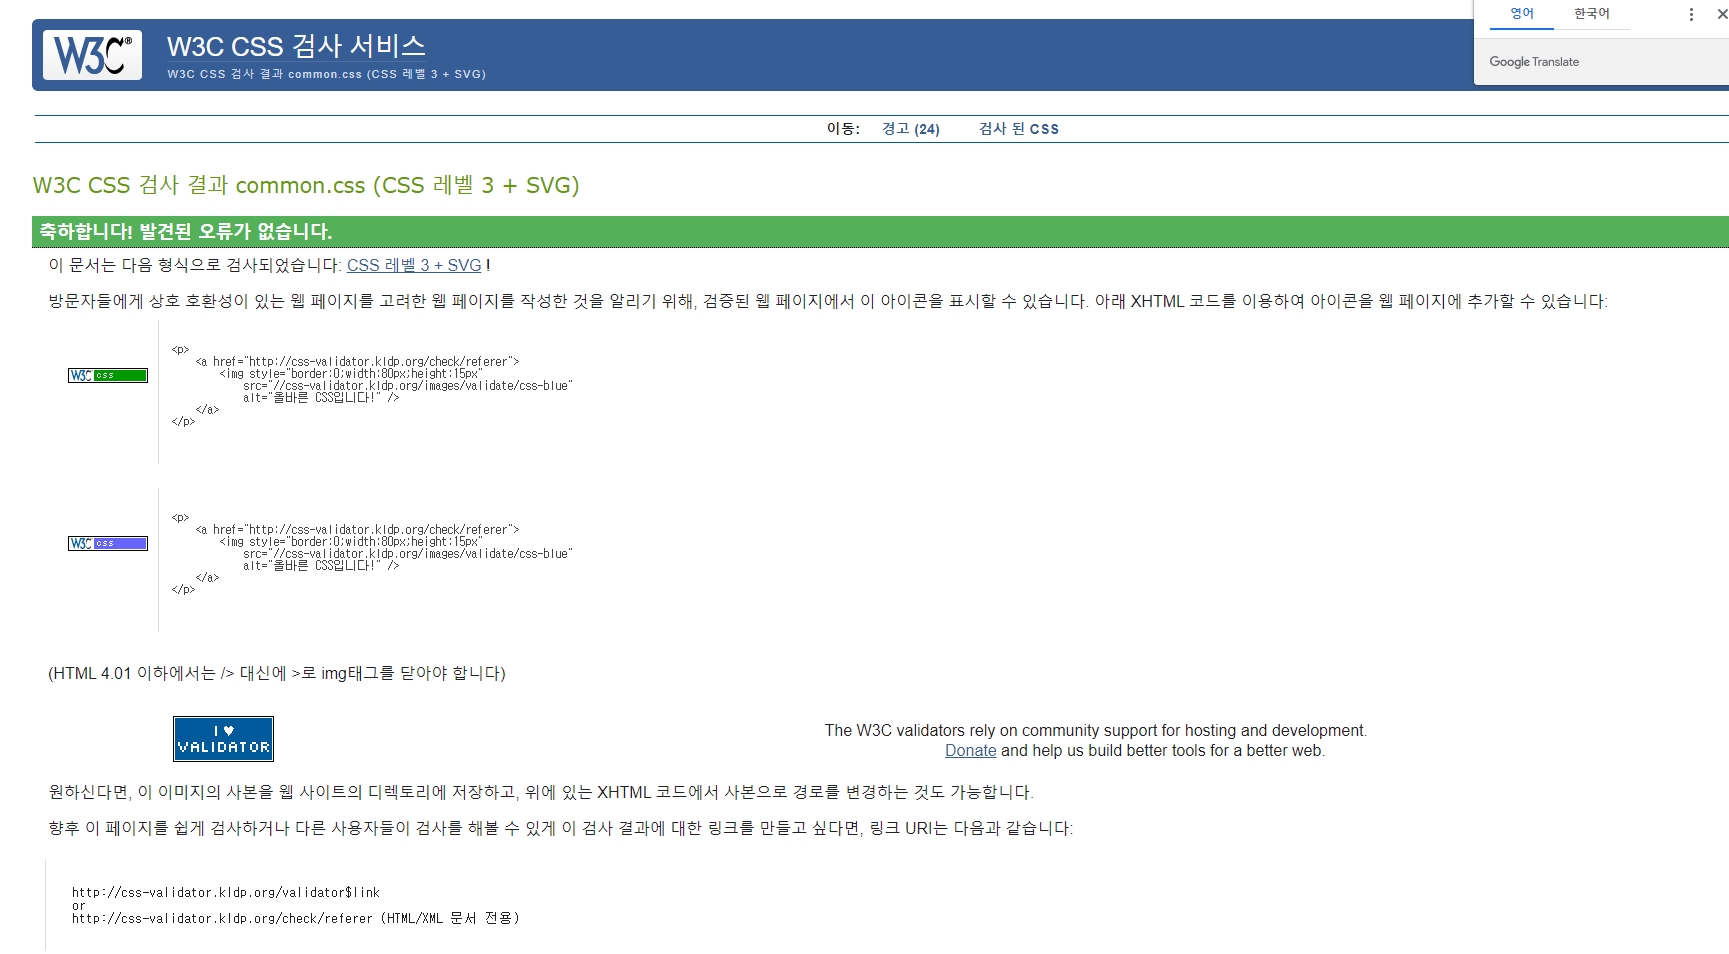 영어 한국어
Google Translate
W3C® W3C CSS 검사 서비스
W3C CSS 검사 결과 common.css (CSS 레벨 3 + SVG)
이동: 경고 (24) 검사 된 CSS
W3C CSS 검사 결과 common.css (CSS 레벨 3 + SVG)
축하합니다! 발견된 오류가 없습니다.
이 문서는 다음 형식으로 검사되었습니다: CSS 레벨 3 + SVG !
방문자들에게 상호 호환성이 있는 웹 페이지를 고려한 웹 페이지를 작성한 것을 알리기 위해, 검증된 웹 페이지에서 이 아이콘을 표시할 수 있습니다. 아래 XHTML 코드를 이용하여 아이콘을 웹 페이지에 추가할 수 있습니다:
W3C css
<p>
<a href="http://css-validator.kldp.org/check/referer">
<img style="border:0;width:80px;height:15px"
src="//css-validator.kldp.org/images/validate/css-blue"
alt="올바른 CSS입니다!" />
</a>
</p>
W3C css
<p>
<a href="http://css-validator.kldp.org/check/referer">
<img style="border:0;width:80px;height:15px"
src="//css-validator.kldp.org/images/validate/css-blue"
alt="올바른 CSS입니다!" />
</a>
</p>
(HTML 4.01 이하에서는 /> 대신에 >로 img태그를 닫아야 합니다)
I ♥
VALIDATOR
The W3C validators rely on community support for hosting and development.
Donate and help us build better tools for a better web.
원하신다면, 이 이미지의 사본을 웹 사이트의 디렉토리에 저장하고, 위에 있는 XHTML 코드에서 사본으로 경로를 변경하는 것도 가능합니다.
향후 이 페이지를 쉽게 검사하거나 다른 사용자들이 검사를 해볼 수 있게 이 검사 결과에 대한 링크를 만들고 싶다면, 링크 URI는 다음과 같습니다:
http://css-validator.kldp.org/validator$link
or
http://css-validator.kldp.org/check/referer (HTML/XML 문서 전용)